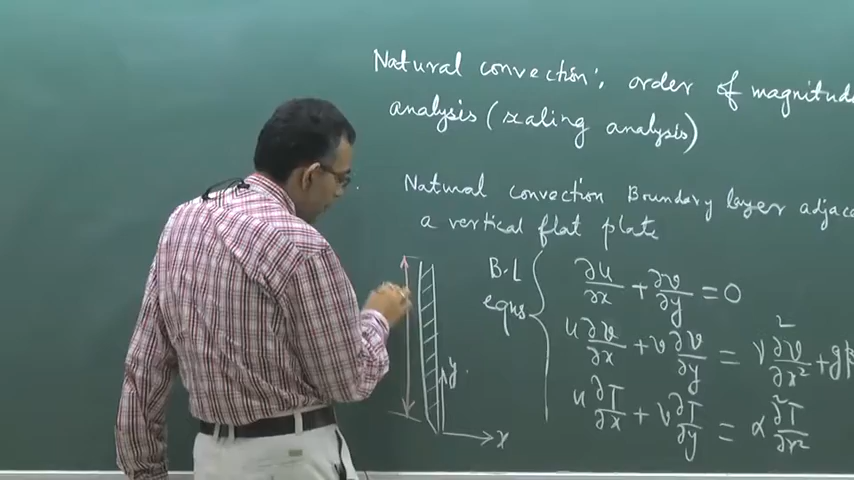 Natural convection: order of magnitude
analysis (scaling analysis)
Natural convection Boundary layer adjac
a vertical flat plate
B.L eqns
∂u/∂x + ∂v/∂y = 0
u ∂v/∂x + v ∂v/∂y = ν ∂²v/∂x² + gβ
u ∂T/∂x + v ∂T/∂y = α ∂²T/∂x²
y
x